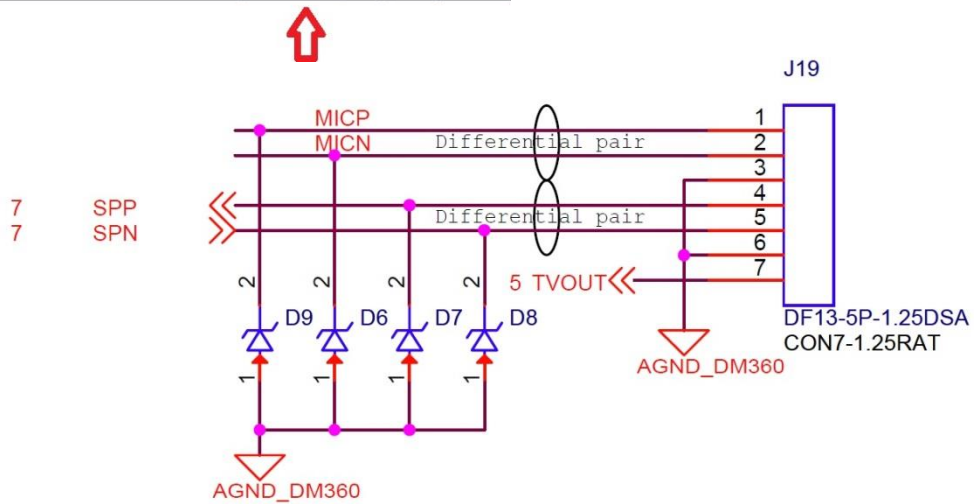 J19
MICP
1
MICN
Differential pair
2
3
7 SPP
4
Differential pair
7 SPN
5
6
5 TVOUT
7
2 D9
2 D6
2 D7
2 D8
DF13-5P-1.25DSA
CON7-1.25RAT
AGND_DM360
1
1
1
1
AGND_DM360